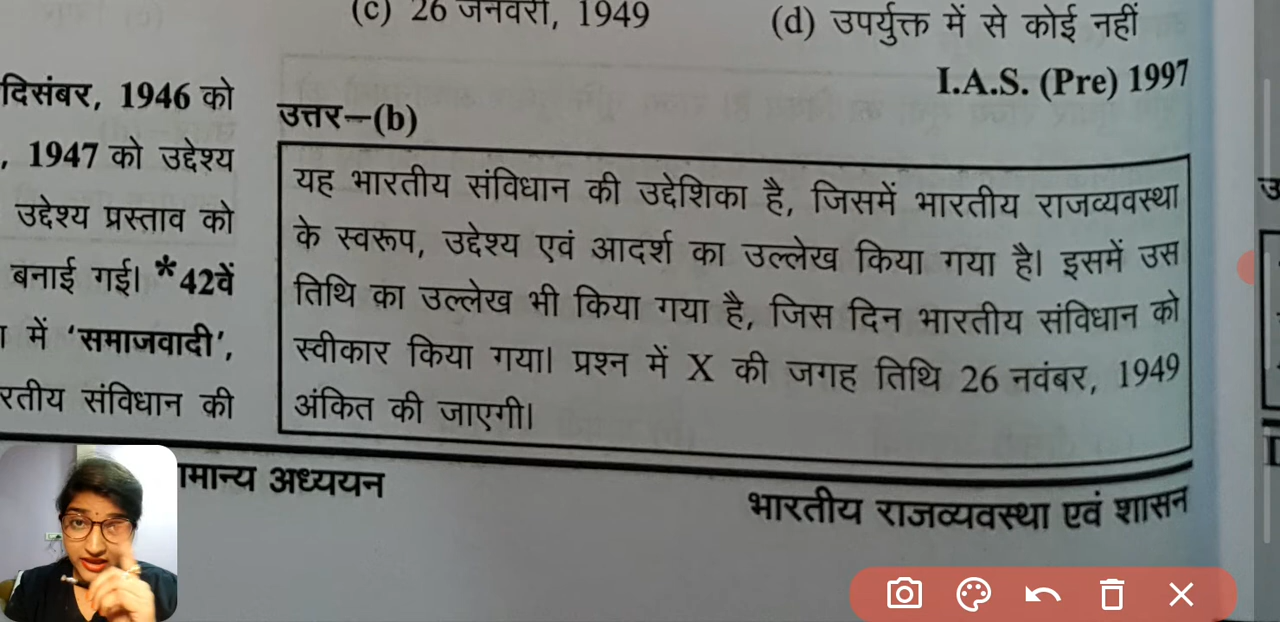 (c) 26 जनवरी, 1949
(d) उपर्युक्त में से कोई नहीं
I.A.S. (Pre) 1997
उत्तर–(b)
यह भारतीय संविधान की उद्देशिका है, जिसमें भारतीय राजव्यवस्था
के स्वरूप, उद्देश्य एवं आदर्श का उल्लेख किया गया है। इसमें उस
तिथि का उल्लेख भी किया गया है, जिस दिन भारतीय संविधान को
स्वीकार किया गया। प्रश्न में X की जगह तिथि 26 नवंबर, 1949
अंकित की जाएगी।
दिसंबर, 1946 को
, 1947 को उद्देश्य
उद्देश्य प्रस्ताव को
बनाई गई। *42वें
में 'समाजवादी',
रतीय संविधान की
ामान्य अध्ययन
भारतीय राजव्यवस्था एवं शासन